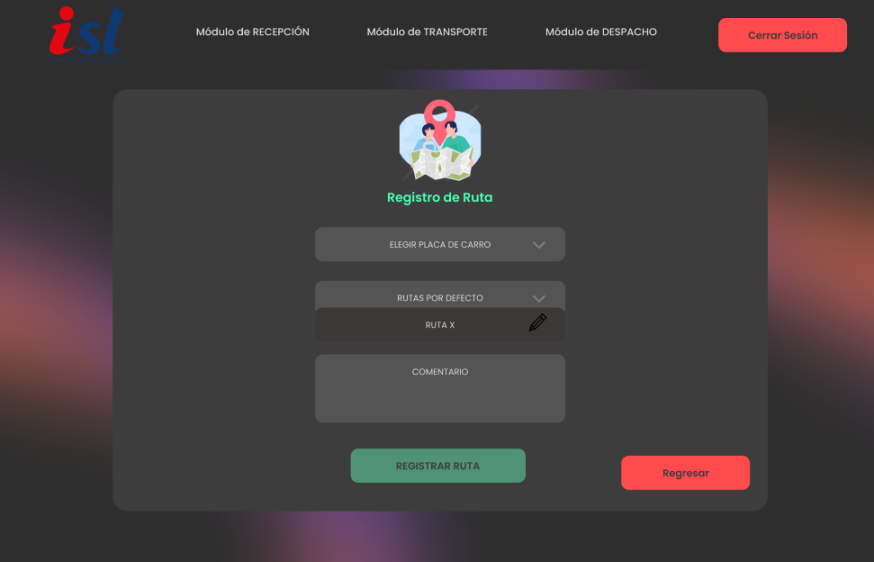 isl
Módulo de RECEPCIÓN
Módulo de TRANSPORTE
Módulo de DESPACHO
Cerrar Sesión
Registro de Ruta
ELEGIR PLACA DE CARRO
RUTAS POR DEFECTO
RUTA X
COMENTARIO
REGISTRAR RUTA
Regresar